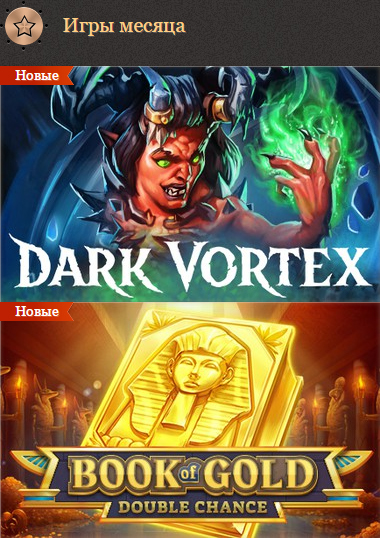 Игры месяца
Новые
DARK VORTEX
Новые
BOOK of GOLD
DOUBLE CHANCE